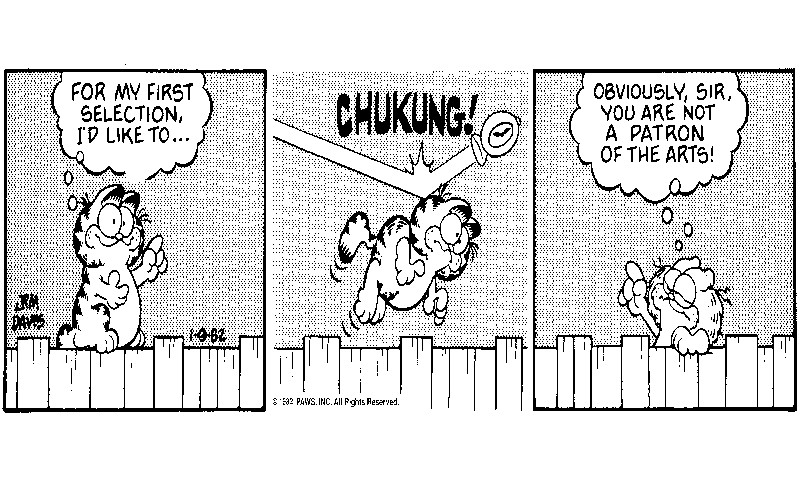 FOR MY FIRST
SELECTION,
I'D LIKE TO...
JIM
DAVIS
1-9-82
CHUKUNG!
© 1982 PAWS, INC. All Rights Reserved.
OBVIOUSLY, SIR,
YOU ARE NOT
A PATRON
OF THE ARTS!